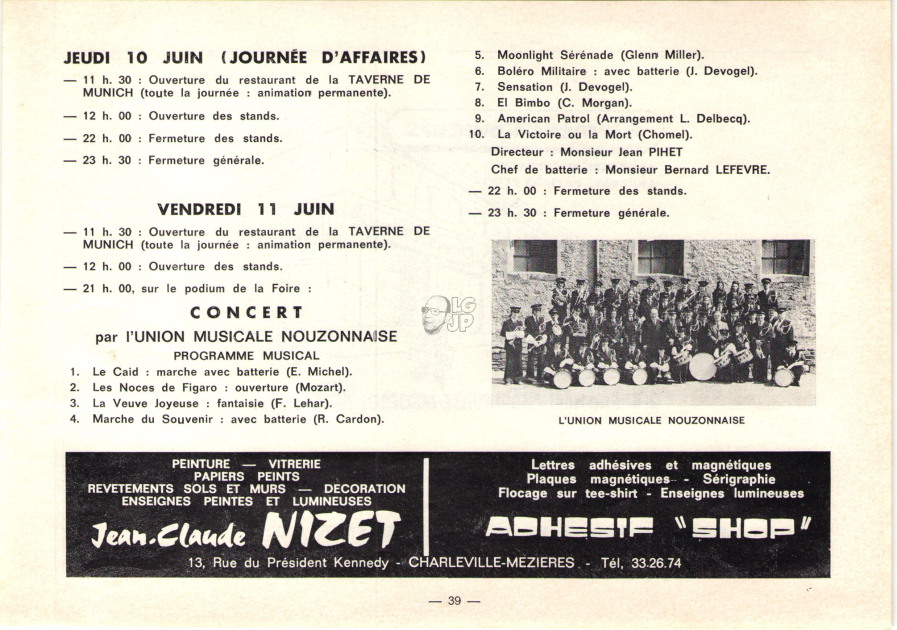 JEUDI 10 JUIN (JOURNÉE D'AFFAIRES)
— 11 h. 30 : Ouverture du restaurant de la TAVERNE DE
MUNICH (toute la journée : animation permanente).
— 12 h. 00 : Ouverture des stands.
— 22 h. 00 : Fermeture des stands.
— 23 h. 30 : Fermeture générale.
VENDREDI 11 JUIN
— 11 h. 30 : Ouverture du restaurant de la TAVERNE DE
MUNICH (toute la journée : animation permanente).
— 12 h. 00 : Ouverture des stands.
— 21 h. 00, sur le podium de la Foire :
CONCERT
par l'UNION MUSICALE NOUZONNAISE
PROGRAMME MUSICAL
1. Le Caid : marche avec batterie (E. Michel).
2. Les Noces de Figaro : ouverture (Mozart).
3. La Veuve Joyeuse : fantaisie (F. Lehar).
4. Marche du Souvenir : avec batterie (R. Cardon).
5. Moonlight Sérénade (Glenn Miller).
6. Boléro Militaire : avec batterie (J. Devogel).
7. Sensation (J. Devogel).
8. El Bimbo (C. Morgan).
9. American Patrol (Arrangement L. Delbecq).
10. La Victoire ou la Mort (Chomel).
Directeur : Monsieur Jean PIHET
Chef de batterie : Monsieur Bernard LEFEVRE.
— 22 h. 00 : Fermeture des stands.
— 23 h. 30 : Fermeture générale.
LG
JP
L'UNION MUSICALE NOUZONNAISE
PEINTURE — VITRERIE
PAPIERS PEINTS
REVETEMENTS SOLS ET MURS — DECORATION
ENSEIGNES PEINTES ET LUMINEUSES
Jean-Claude NIZET
Lettres adhésives et magnétiques
Plaques magnétiques - Sérigraphie
Flocage sur tee-shirt - Enseignes lumineuses
ADHESIF "SHOP"
13, Rue du Président Kennedy - CHARLEVILLE-MEZIERES - Tél, 33.26.74
— 39 —